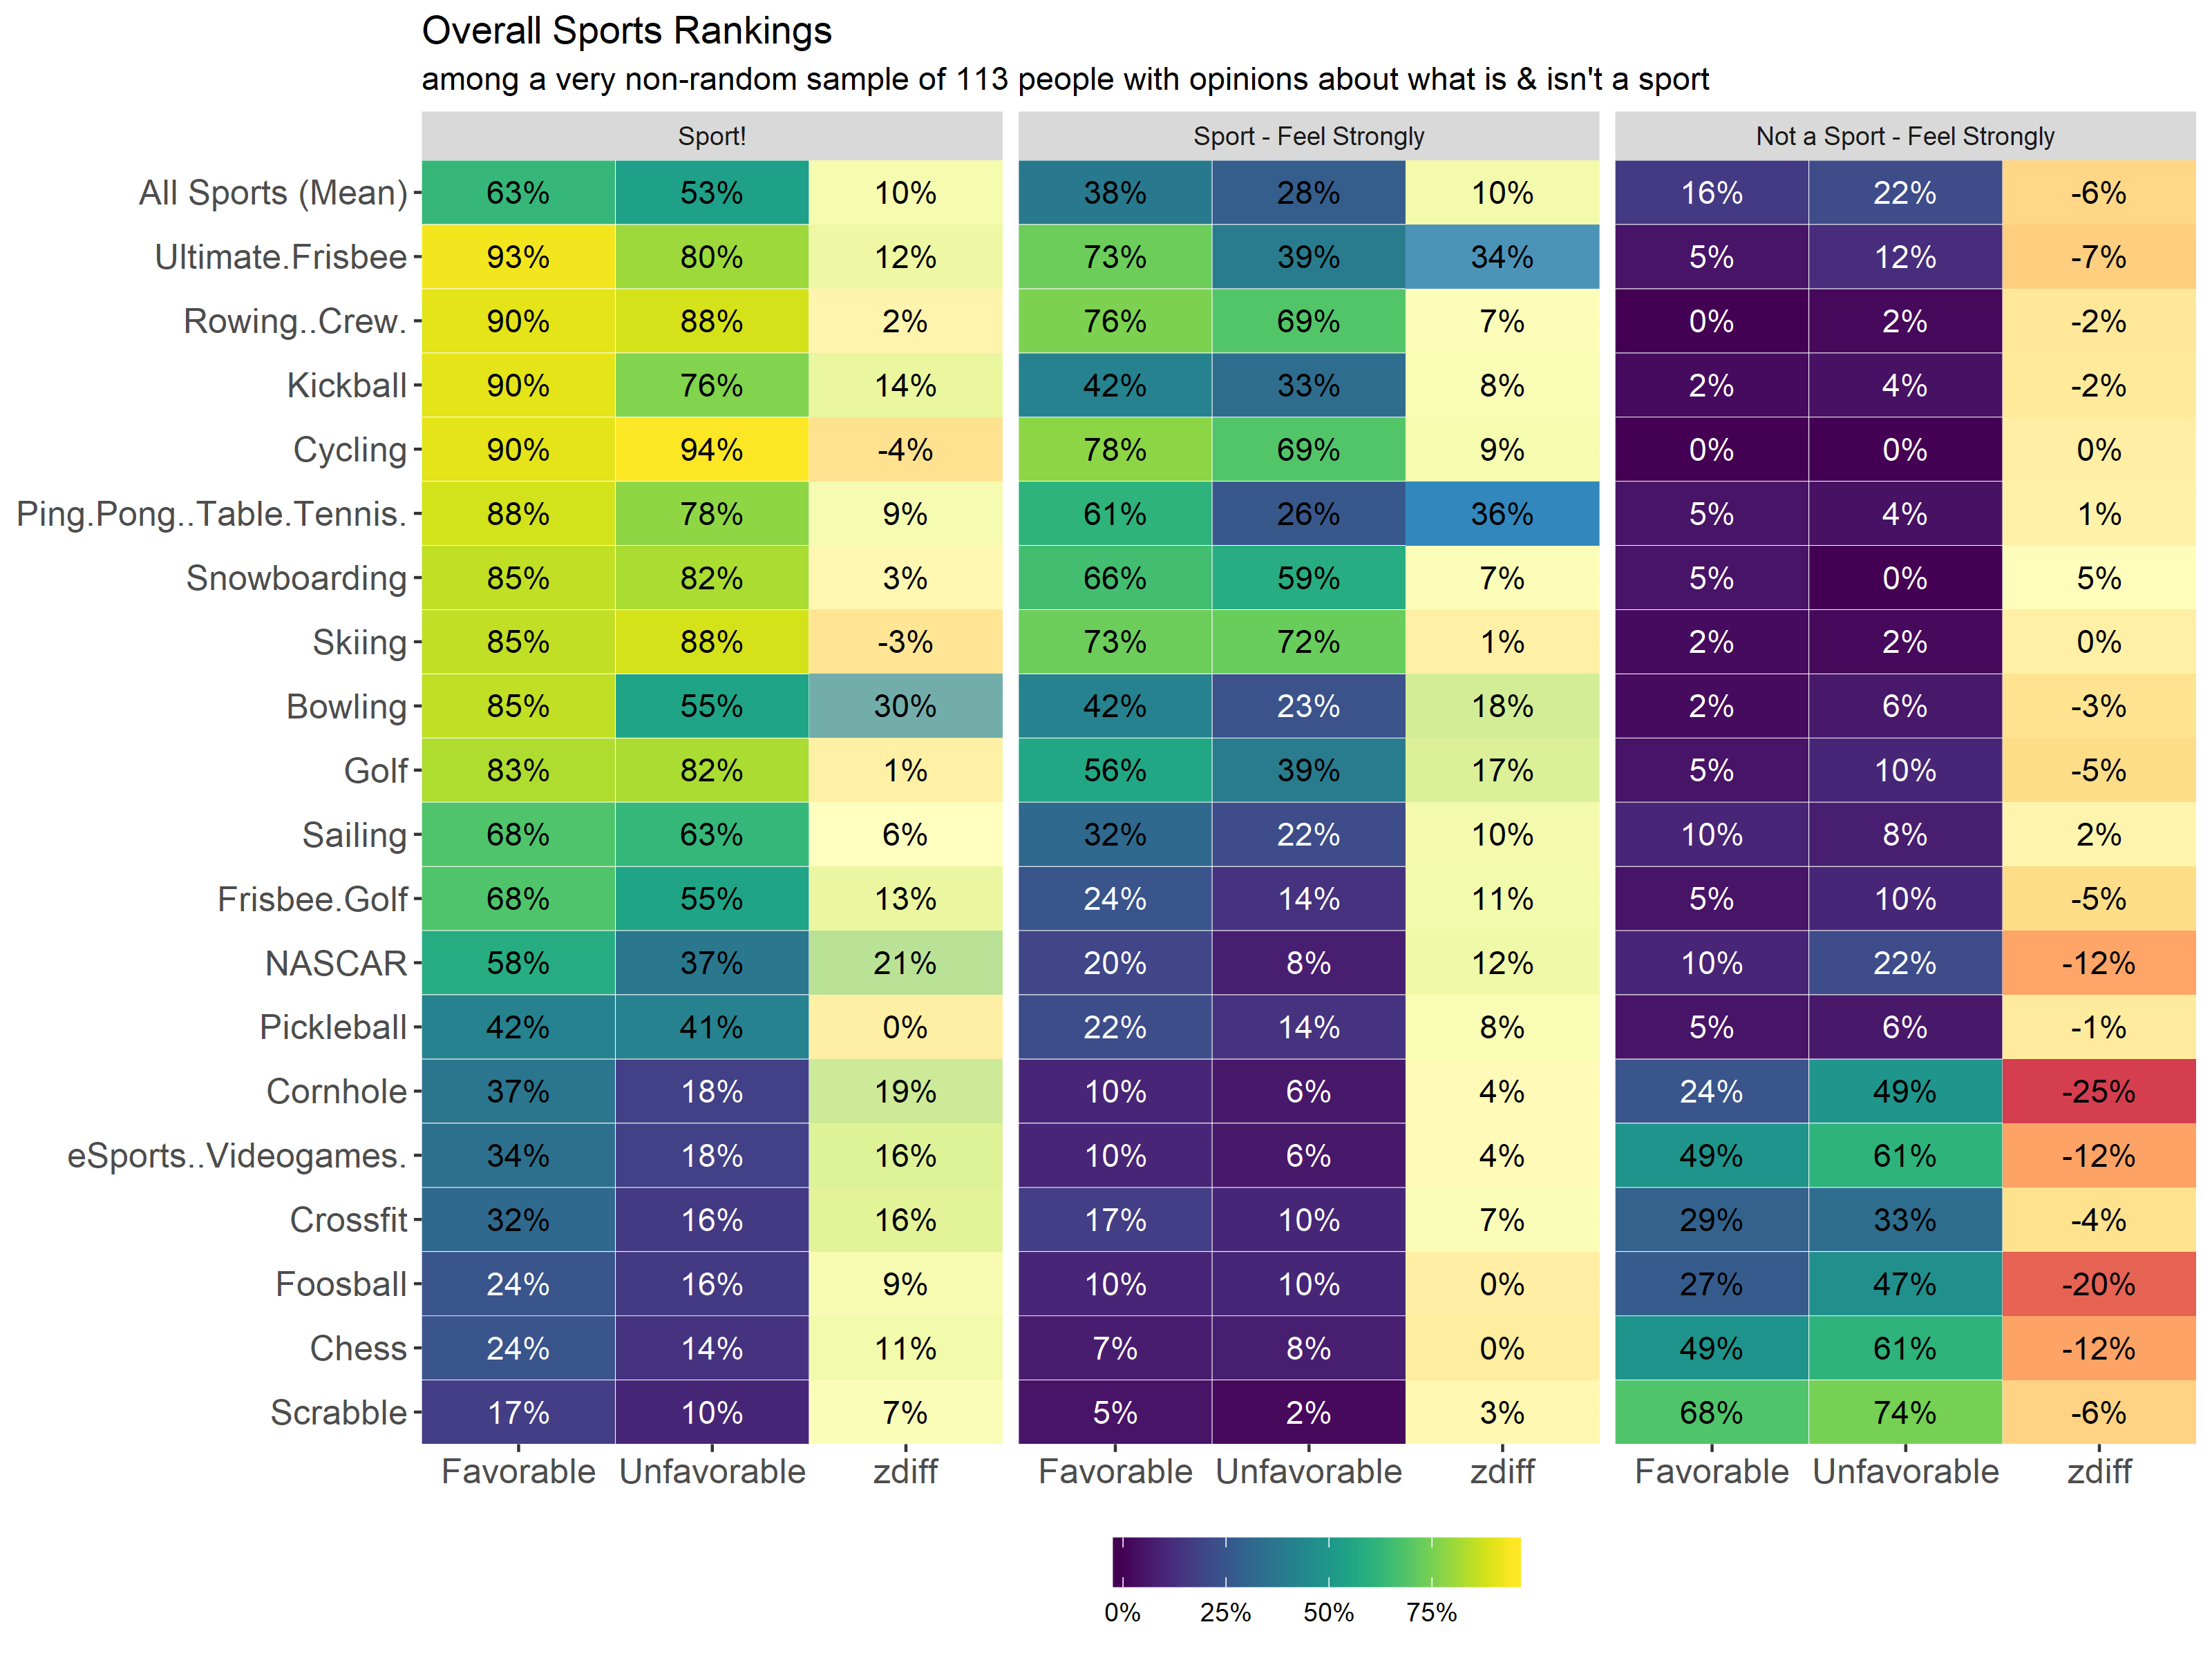 Overall Sports Rankings
among a very non-random sample of 113 people with opinions about what is & isn't a sport
Sport! Sport - Feel Strongly Not a Sport - Feel Strongly
All Sports (Mean) 63% 53% 10% 38% 28% 10% 16% 22% -6%
Ultimate.Frisbee 93% 80% 12% 73% 39% 34% 5% 12% -7%
Rowing..Crew. 90% 88% 2% 76% 69% 7% 0% 2% -2%
Kickball 90% 76% 14% 42% 33% 8% 2% 4% -2%
Cycling 90% 94% -4% 78% 69% 9% 0% 0% 0%
Ping.Pong..Table.Tennis. 88% 78% 9% 61% 26% 36% 5% 4% 1%
Snowboarding 85% 82% 3% 66% 59% 7% 5% 0% 5%
Skiing 85% 88% -3% 73% 72% 1% 2% 2% 0%
Bowling 85% 55% 30% 42% 23% 18% 2% 6% -3%
Golf 83% 82% 1% 56% 39% 17% 5% 10% -5%
Sailing 68% 63% 6% 32% 22% 10% 10% 8% 2%
Frisbee.Golf 68% 55% 13% 24% 14% 11% 5% 10% -5%
NASCAR 58% 37% 21% 20% 8% 12% 10% 22% -12%
Pickleball 42% 41% 0% 22% 14% 8% 5% 6% -1%
Cornhole 37% 18% 19% 10% 6% 4% 24% 49% -25%
eSports..Videogames. 34% 18% 16% 10% 6% 4% 49% 61% -12%
Crossfit 32% 16% 16% 17% 10% 7% 29% 33% -4%
Foosball 24% 16% 9% 10% 10% 0% 27% 47% -20%
Chess 24% 14% 11% 7% 8% 0% 49% 61% -12%
Scrabble 17% 10% 7% 5% 2% 3% 68% 74% -6%
Favorable Unfavorable zdiff Favorable Unfavorable zdiff Favorable Unfavorable zdiff
0% 25% 50% 75%